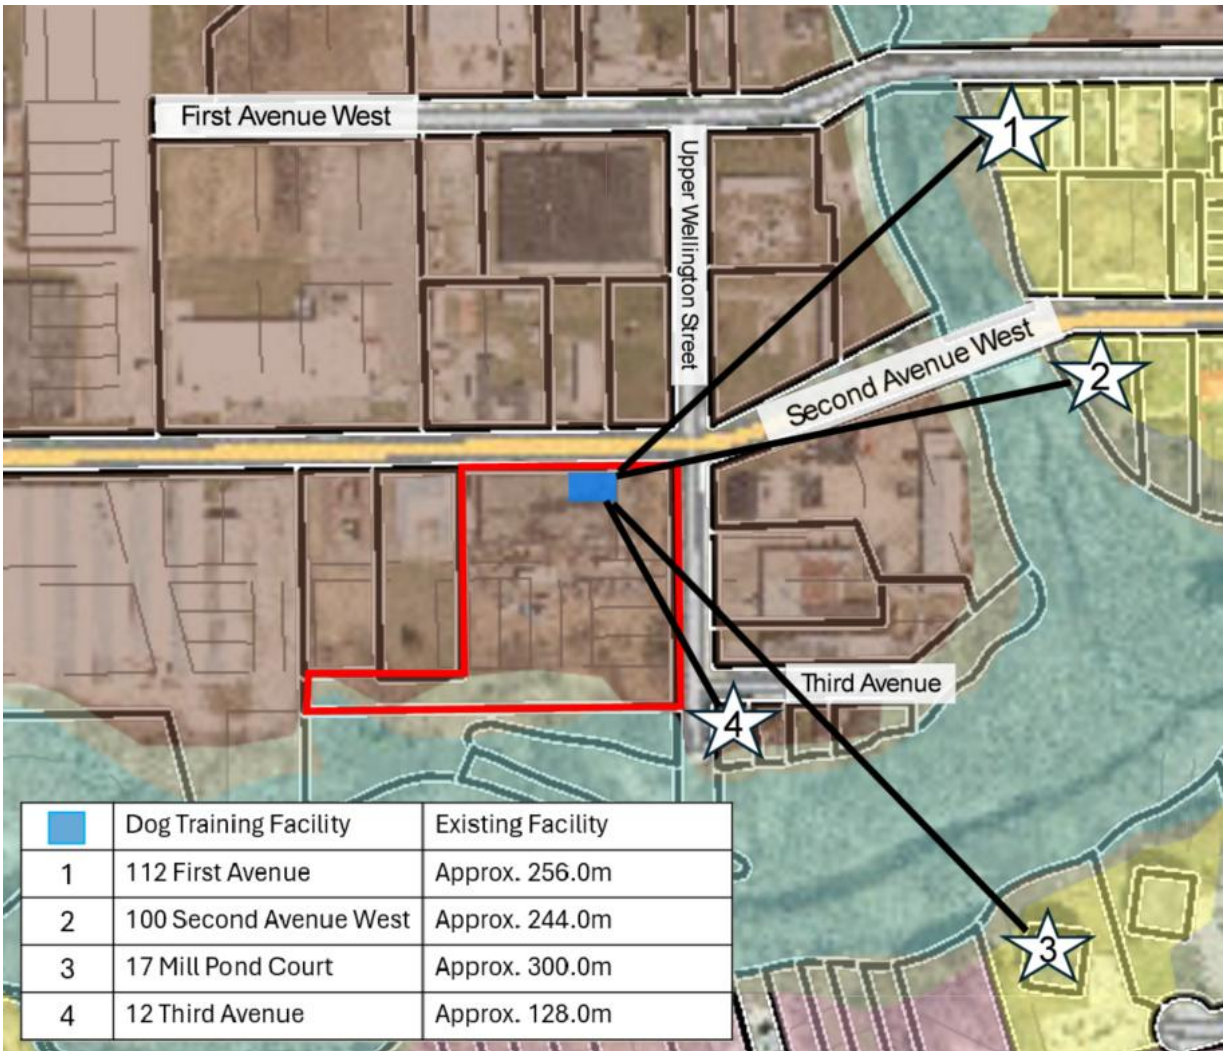 First Avenue West
1
Upper Wellington Street
Second Avenue West
2
Third Avenue
4
3
Dog Training Facility Existing Facility
1 112 First Avenue Approx. 256.0m
2 100 Second Avenue West Approx. 244.0m
3 17 Mill Pond Court Approx. 300.0m
4 12 Third Avenue Approx. 128.0m